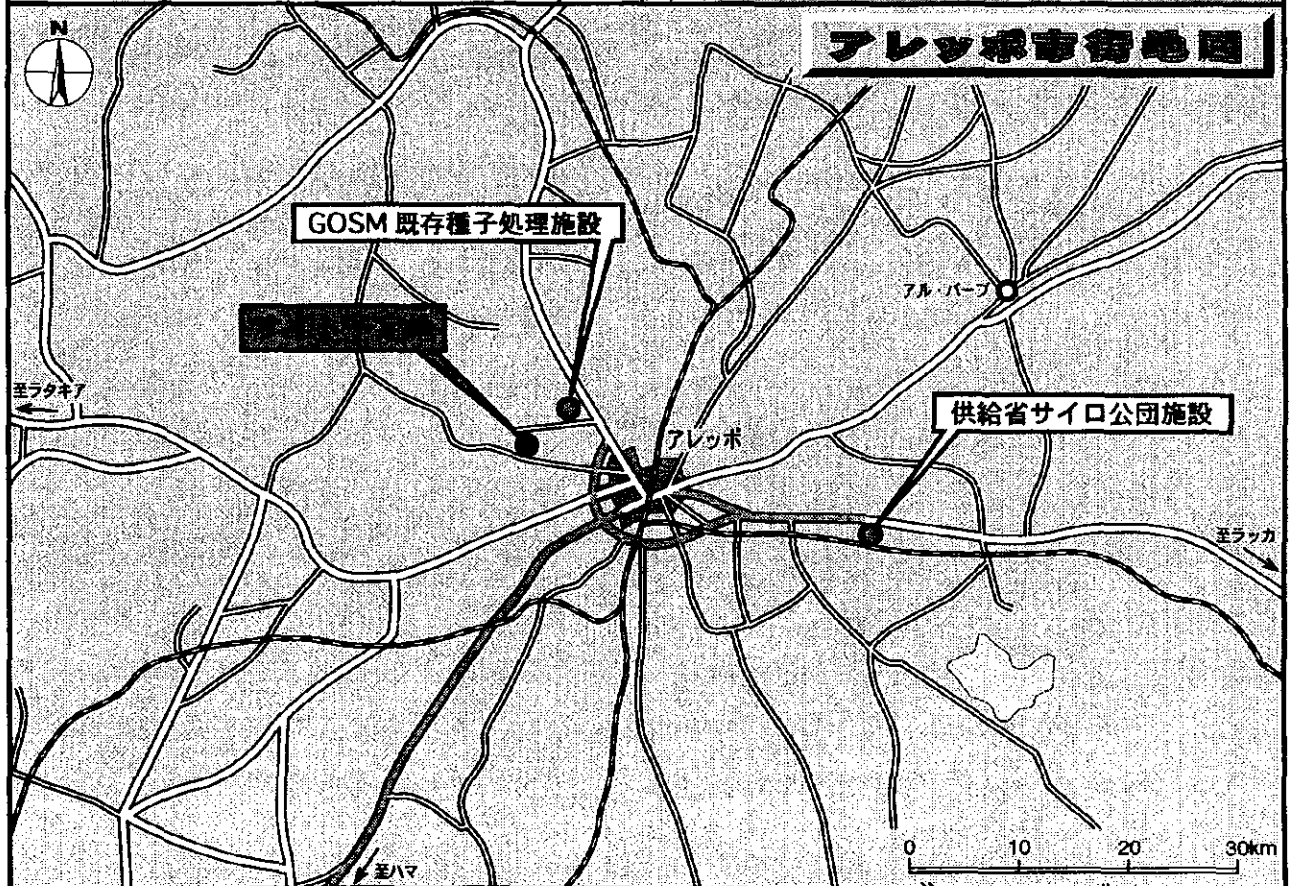 N
アレッポ市街地図
GOSM 既存種子処理施設
アル・バーブ
至ラタキア
供給省サイロ公団施設
アレッポ
至ラッカ
0 10 20 30km
至ハマ